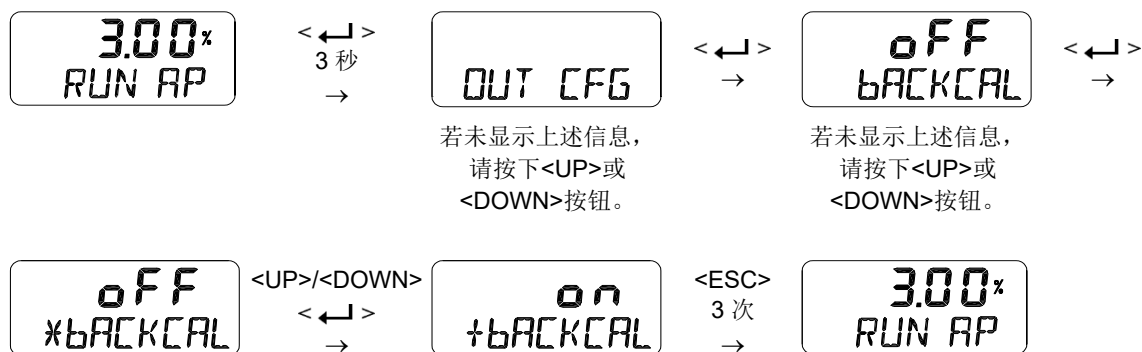 3.00%
RUN AP
< ↵ >
3 秒
→
OUT CFG
若未显示上述信息，
请按下<UP>或
<DOWN>按钮。
< ↵ >
→
oFF
bACKCAL
若未显示上述信息，
请按下<UP>或
<DOWN>按钮。
< ↵ >
→
oFF
*bACKCAL
<UP>/<DOWN>
< ↵ >
→
on
+bACKCAL
<ESC>
3 次
→
3.00%
RUN AP